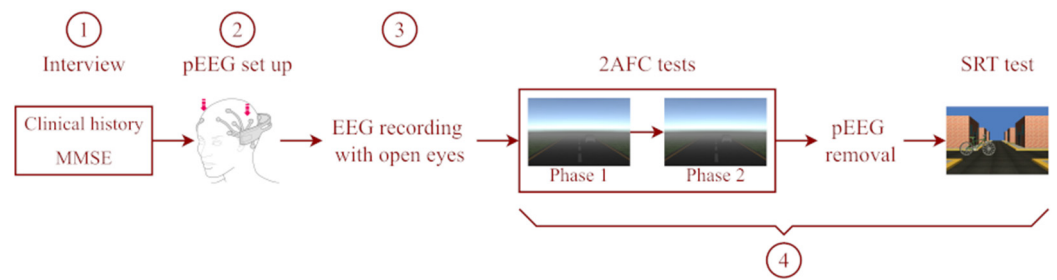 1
2
3
Interview
pEEG set up
2AFC tests
SRT test
Clinical history
MMSE
EEG recording
with open eyes
Phase 1
Phase 2
pEEG
removal
4